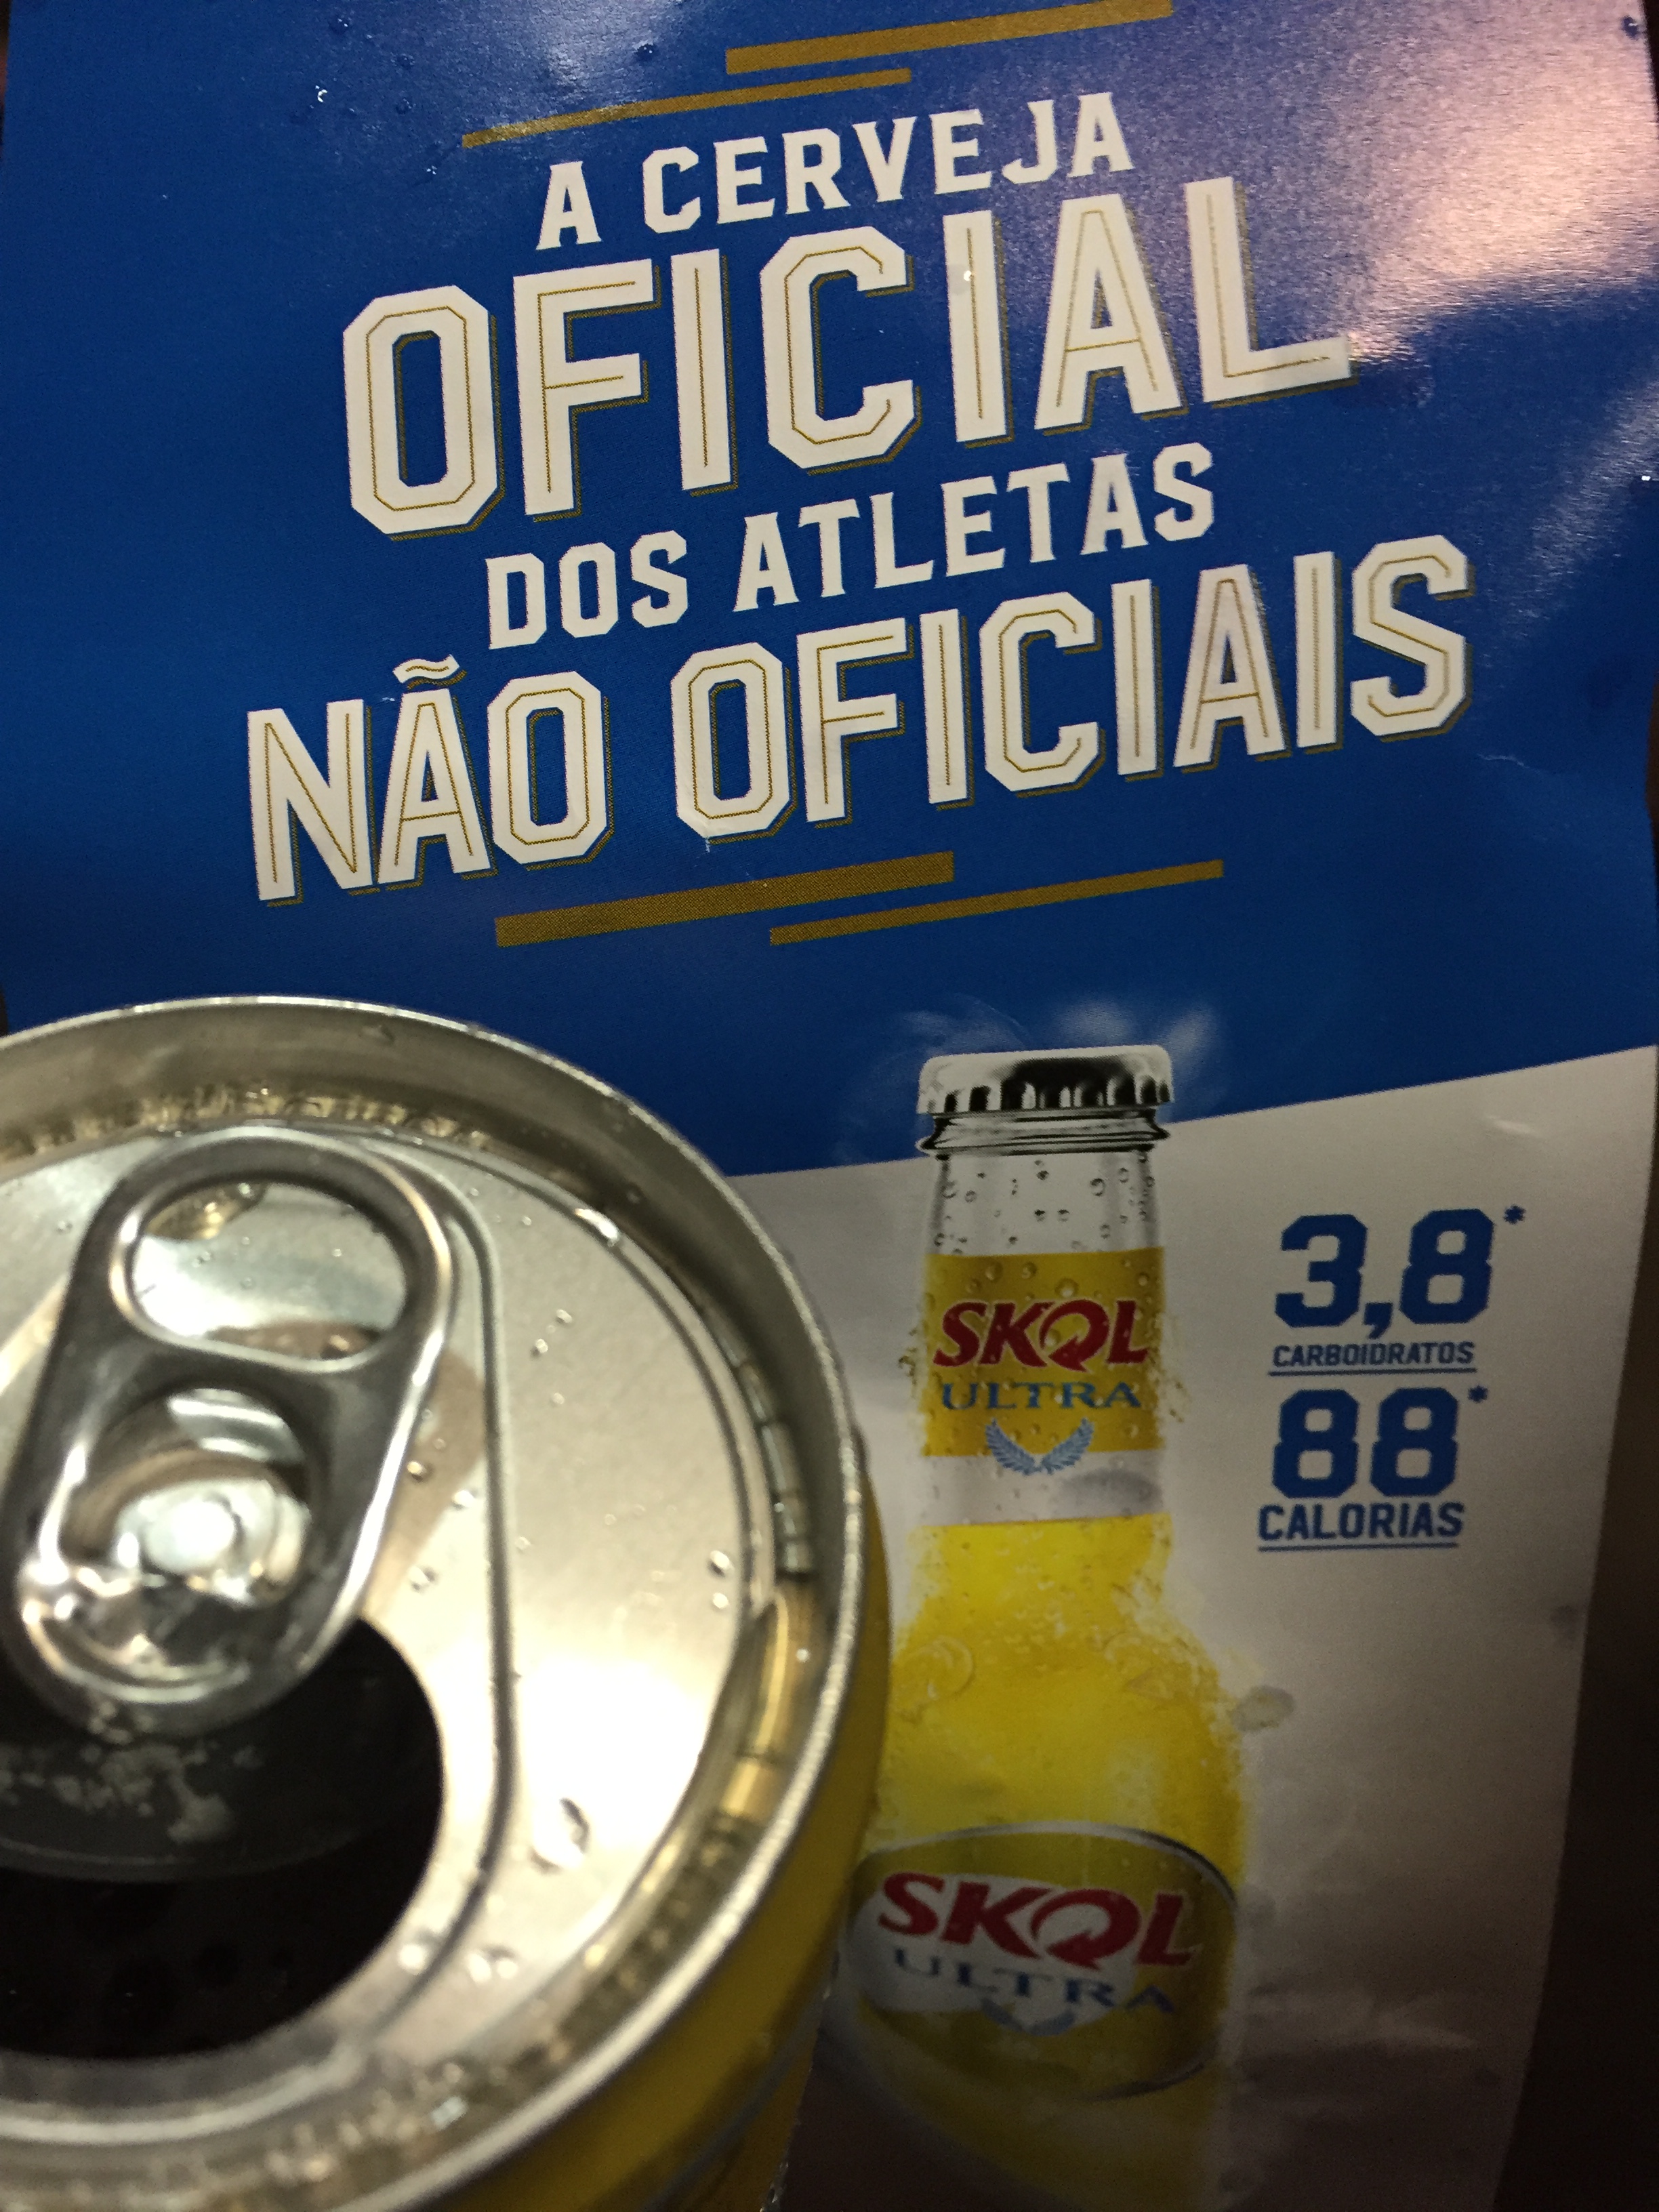 A CERVEJA
OFICIAL
DOS ATLETAS
NÃO OFICIAIS
SKOL
ULTRA
3,8*
CARBOIDRATOS
88*
CALORIAS
SKOL
ULTRA